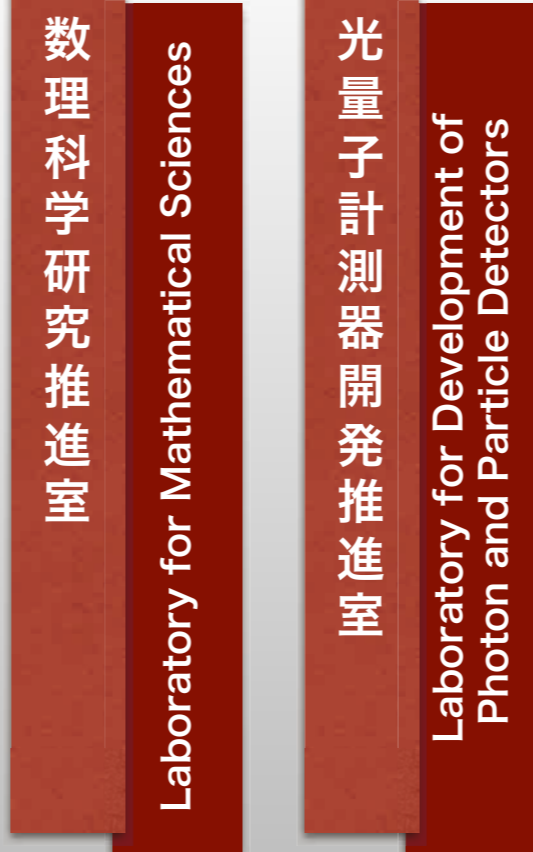 数理科学研究推進室
Laboratory for Mathematical Sciences
光量子計測器開発推進室
Laboratory for Development of
Photon and Particle Detectors